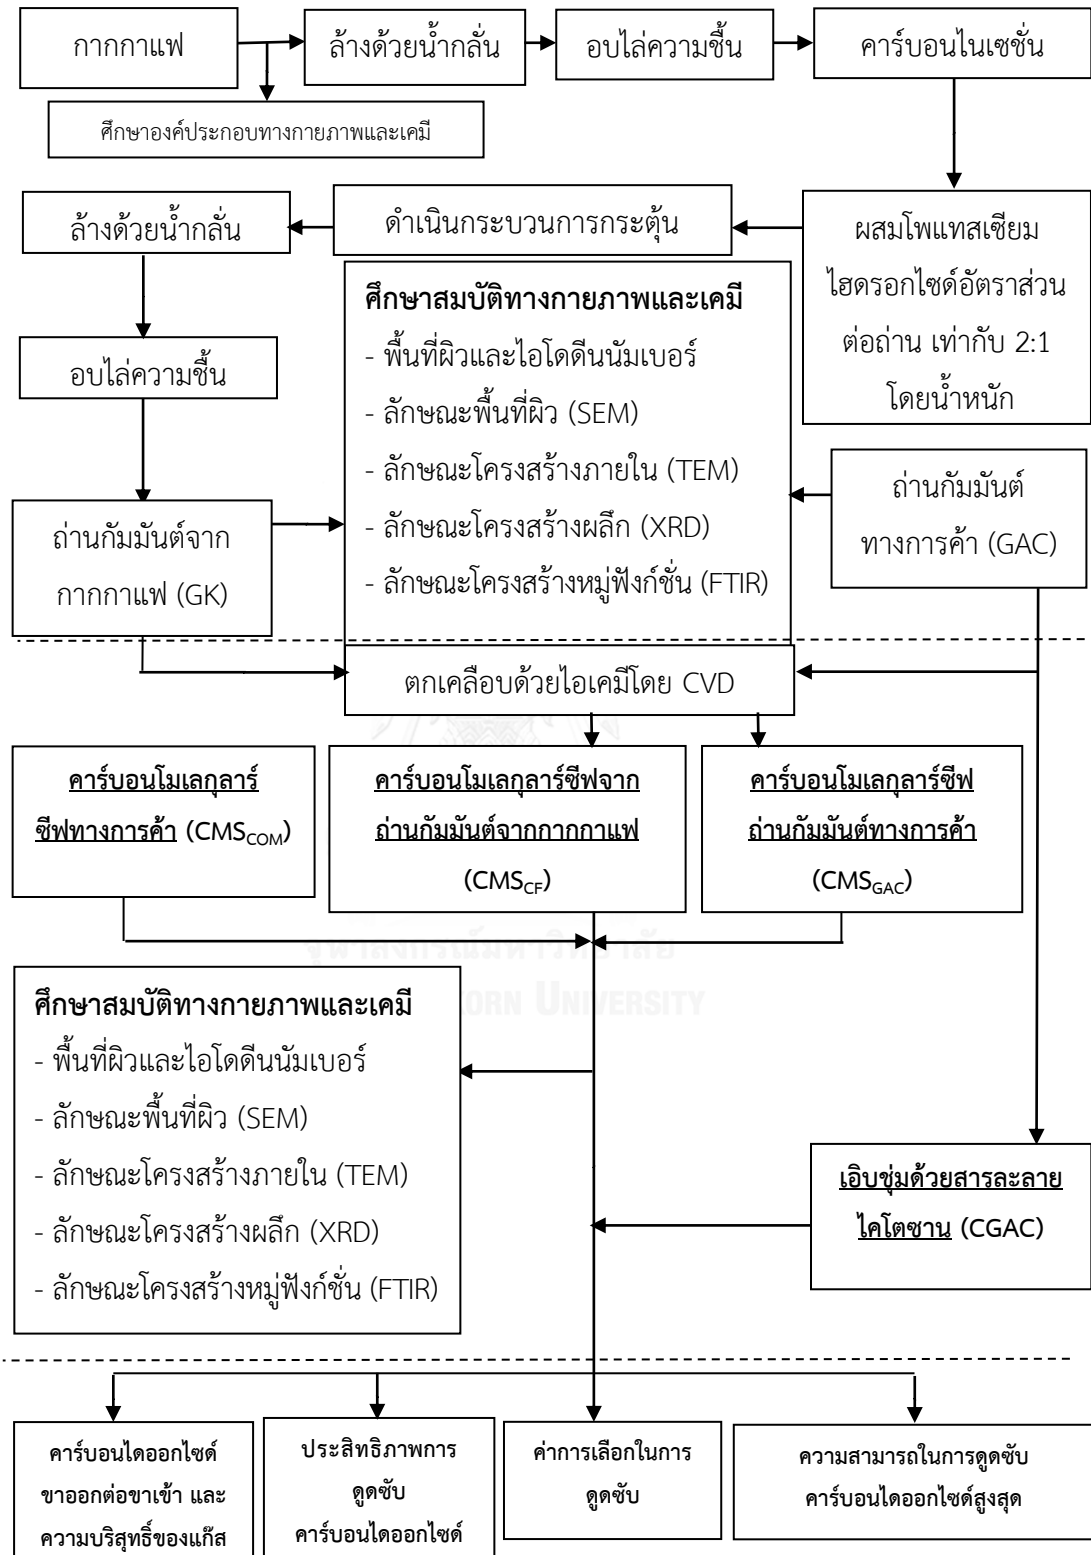 กากกาแฟ
ล้างด้วยน้ำกลั่น
อบไล่ความชื้น
คาร์บอนไนเซชั่น
ศึกษาองค์ประกอบทางกายภาพและเคมี
ล้างด้วยน้ำกลั่น
ดำเนินกระบวนการกระตุ้น
ผสมโพแทสเซียม
ไฮดรอกไซด์อัตราส่วน
ต่อถ่าน เท่ากับ 2:1
โดยน้ำหนัก
อบไล่ความชื้น
ศึกษาสมบัติทางกายภาพและเคมี
- พื้นที่ผิวและไอโดดีนนัมเบอร์
- ลักษณะพื้นที่ผิว (SEM)
- ลักษณะโครงสร้างภายใน (TEM)
- ลักษณะโครงสร้างผลึก (XRD)
- ลักษณะโครงสร้างหมู่ฟังก์ชั่น (FTIR)
ถ่านกัมมันต์
ทางการค้า (GAC)
ถ่านกัมมันต์จาก
กากกาแฟ (GK)
ตกเคลือบด้วยไอเคมีโดย CVD
คาร์บอนโมเลกุลาร์
ซีฟทางการค้า (CMSCOM)
คาร์บอนโมเลกุลาร์ซีฟจาก
ถ่านกัมมันต์จากกากกาแฟ
(CMSCF)
คาร์บอนโมเลกุลาร์ซีฟ
ถ่านกัมมันต์ทางการค้า
(CMSGAC)
จุฬาลงกรณ์มหาวิทยาลัย
KORN UNIVERSITY
ศึกษาสมบัติทางกายภาพและเคมี
- พื้นที่ผิวและไอโดดีนนัมเบอร์
- ลักษณะพื้นที่ผิว (SEM)
- ลักษณะโครงสร้างภายใน (TEM)
- ลักษณะโครงสร้างผลึก (XRD)
- ลักษณะโครงสร้างหมู่ฟังก์ชั่น (FTIR)
เอิบชุ่มด้วยสารละลาย
ไคโตซาน (CGAC)
คาร์บอนไดออกไซด์
ขาออกต่อขาเข้า และ
ความบริสุทธิ์ของแก๊ส
ประสิทธิภาพการ
ดูดซับ
คาร์บอนไดออกไซด์
ค่าการเลือกในการ
ดูดซับ
ความสามารถในการดูดซับ
คาร์บอนไดออกไซด์สูงสุด